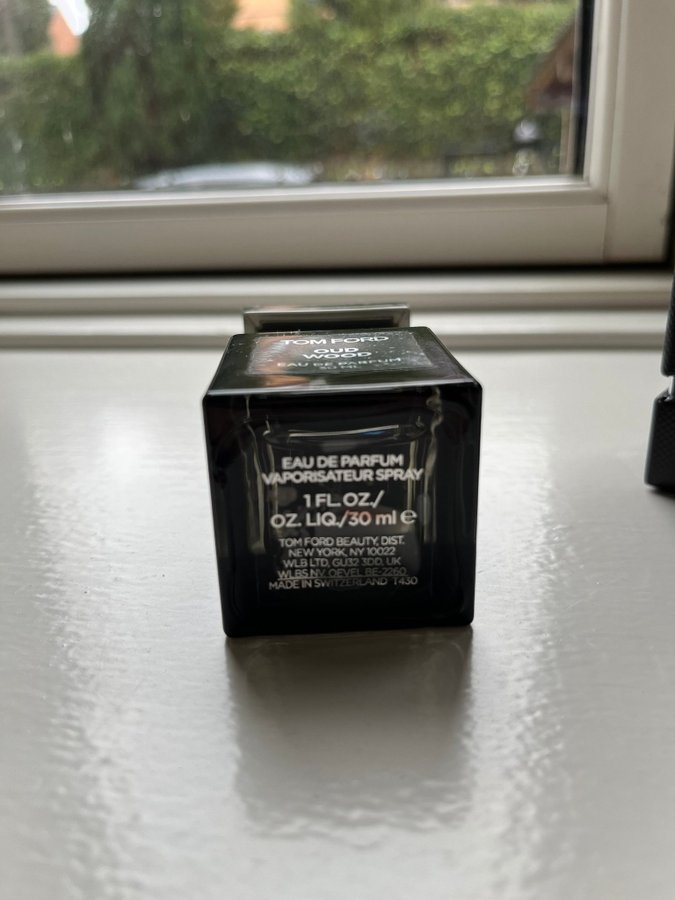 TOM FORD
OUD
WOOD
EAU DE PARFUM
30 ML
EAU DE PARFUM
VAPORISATEUR SPRAY
1 FL. OZ./
OZ. LIQ./30 ml ℮
TOM FORD BEAUTY, DIST.
NEW YORK, NY 10022
WLB LTD, GU32 3DD, UK
WLBS NV, OEVEL BE-2260
MADE IN SWITZERLAND T430